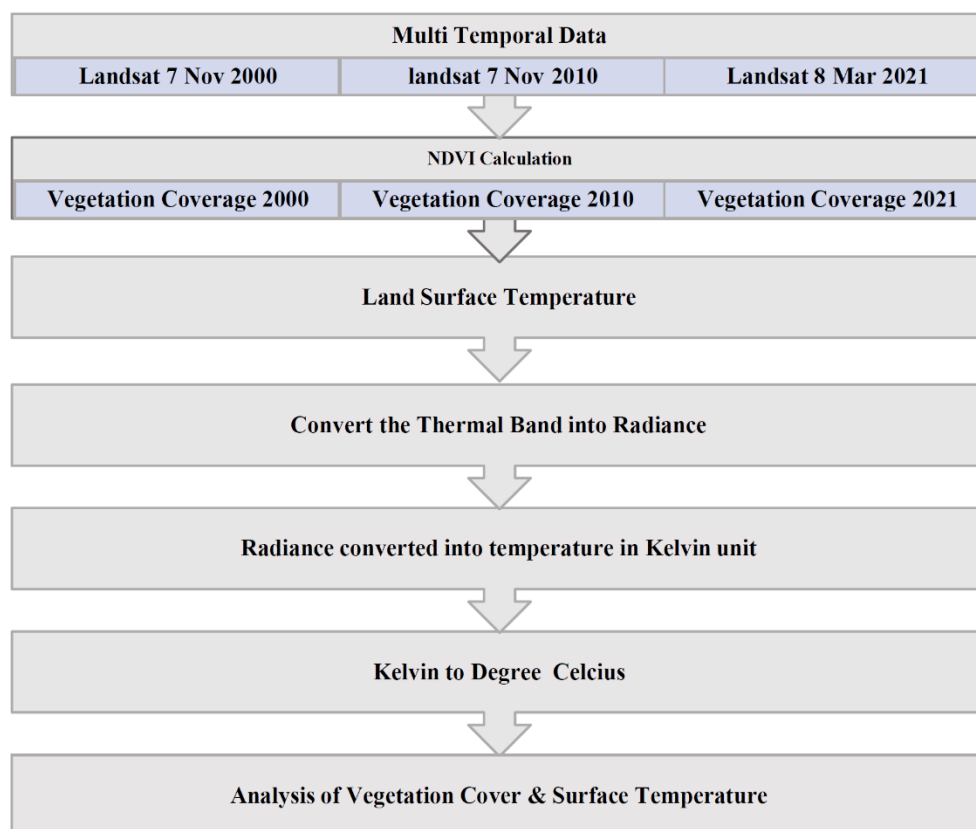 Multi Temporal Data
Landsat 7 Nov 2000
landsat 7 Nov 2010
Landsat 8 Mar 2021
NDVI Calculation
Vegetation Coverage 2000
Vegetation Coverage 2010
Vegetation Coverage 2021
Land Surface Temperature
Convert the Thermal Band into Radiance
Radiance converted into temperature in Kelvin unit
Kelvin to Degree Celcius
Analysis of Vegetation Cover & Surface Temperature